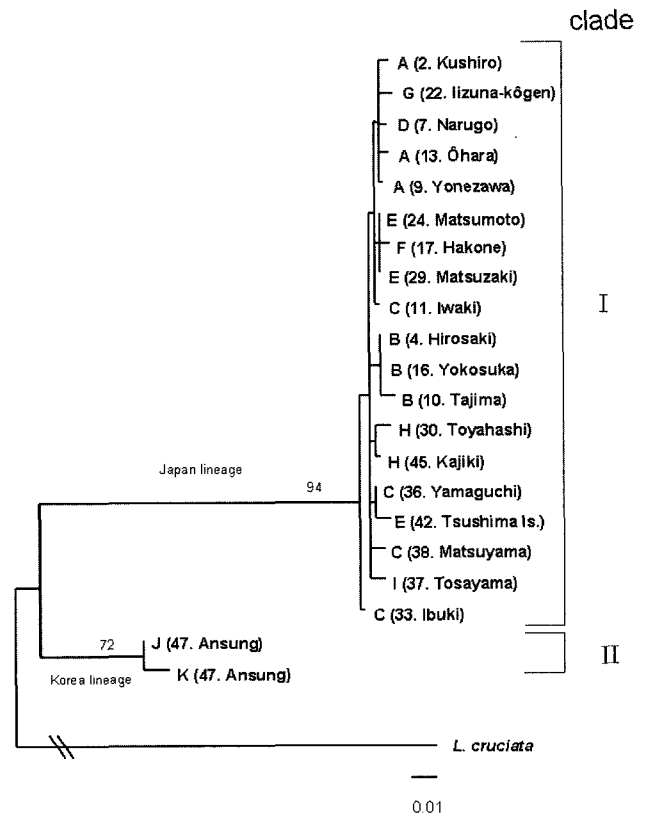 clade
A (2. Kushiro)
G (22. Iizuna-kôgen)
D (7. Narugo)
A (13. Ôhara)
A (9. Yonezawa)
E (24. Matsumoto)
F (17. Hakone)
E (29. Matsuzaki)
C (11. Iwaki)
I
B (4. Hirosaki)
B (16. Yokosuka)
B (10. Tajima)
H (30. Toyahashi)
H (45. Kajiki)
Japan lineage
94
C (36. Yamaguchi)
E (42. Tsushima Is.)
C (38. Matsuyama)
I (37. Tosayama)
C (33. Ibuki)
72
J (47. Ansung)
II
K (47. Ansung)
Korea lineage
L. cruciata
0.01